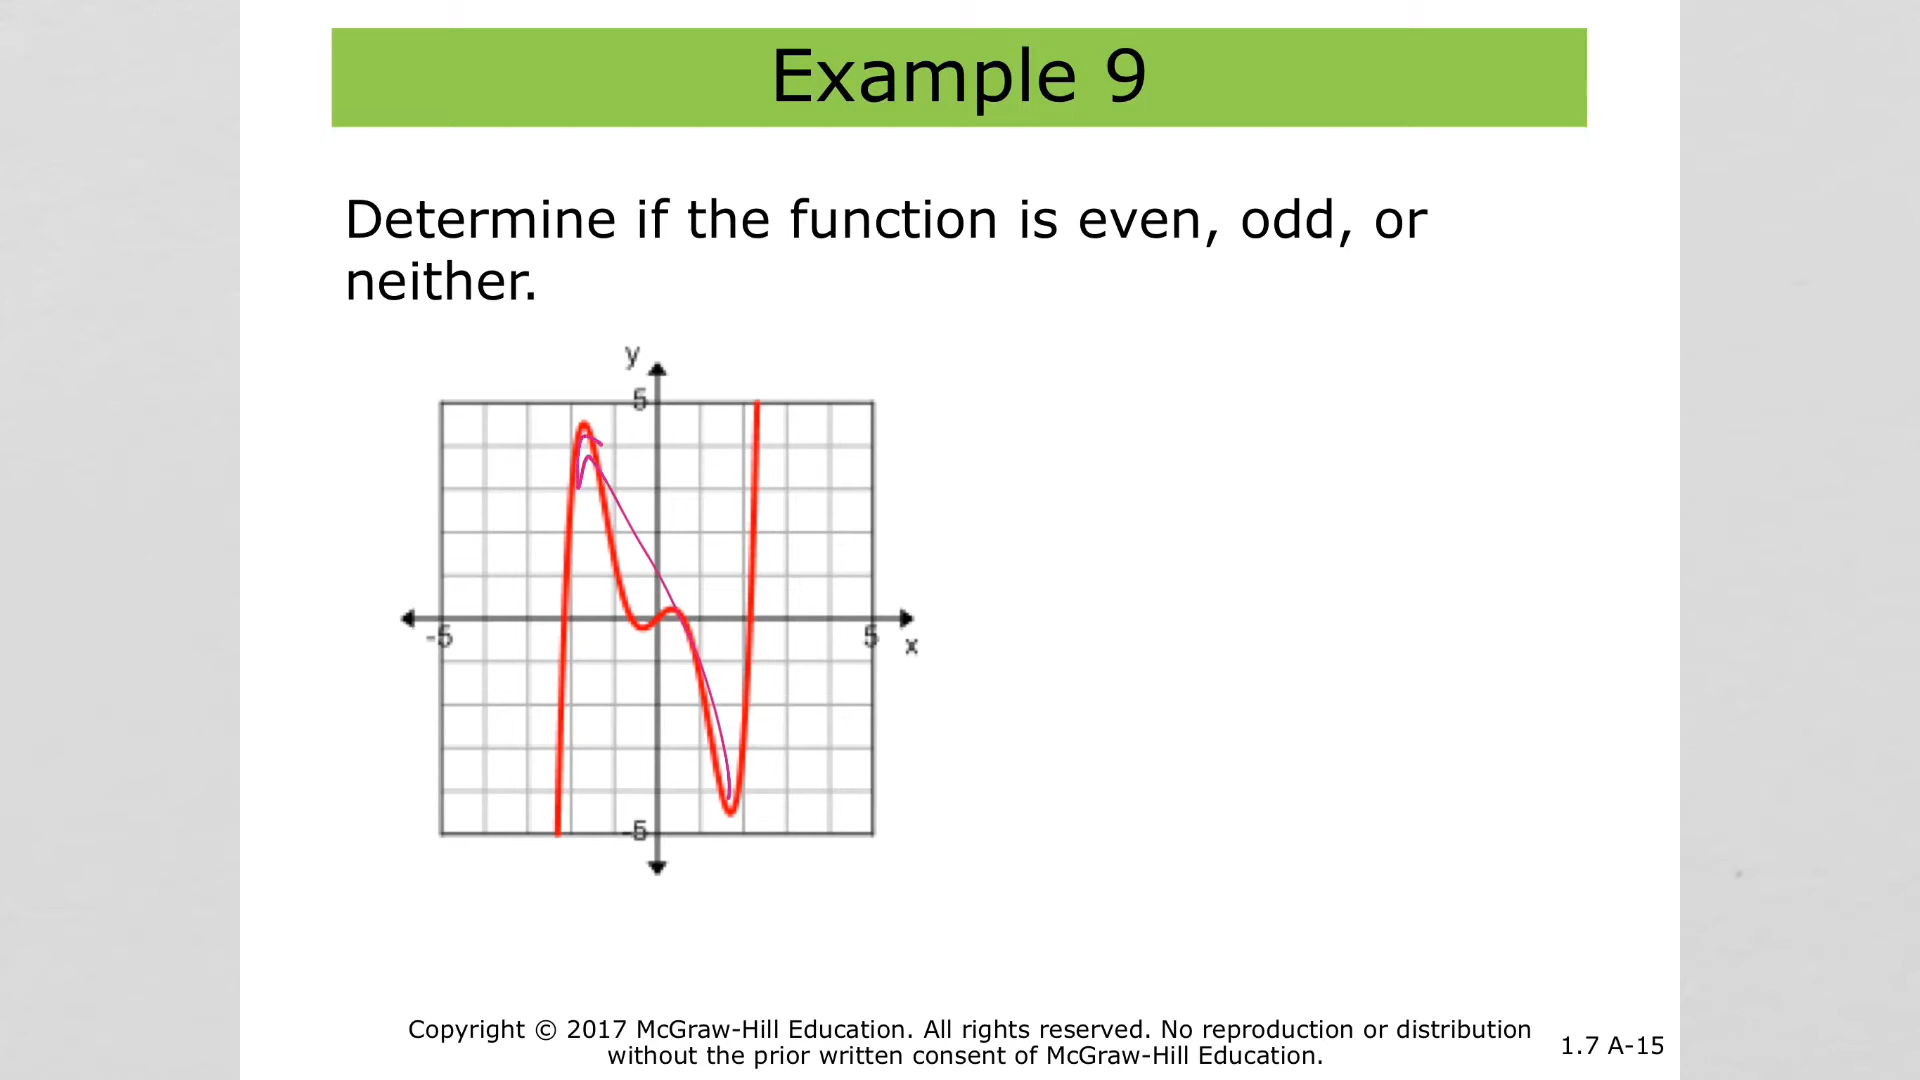 Example 9
Determine if the function is even, odd, or
neither.
y
5
-5
5
x
-5
Copyright © 2017 McGraw-Hill Education. All rights reserved. No reproduction or distribution
without the prior written consent of McGraw-Hill Education.
1.7 A-15